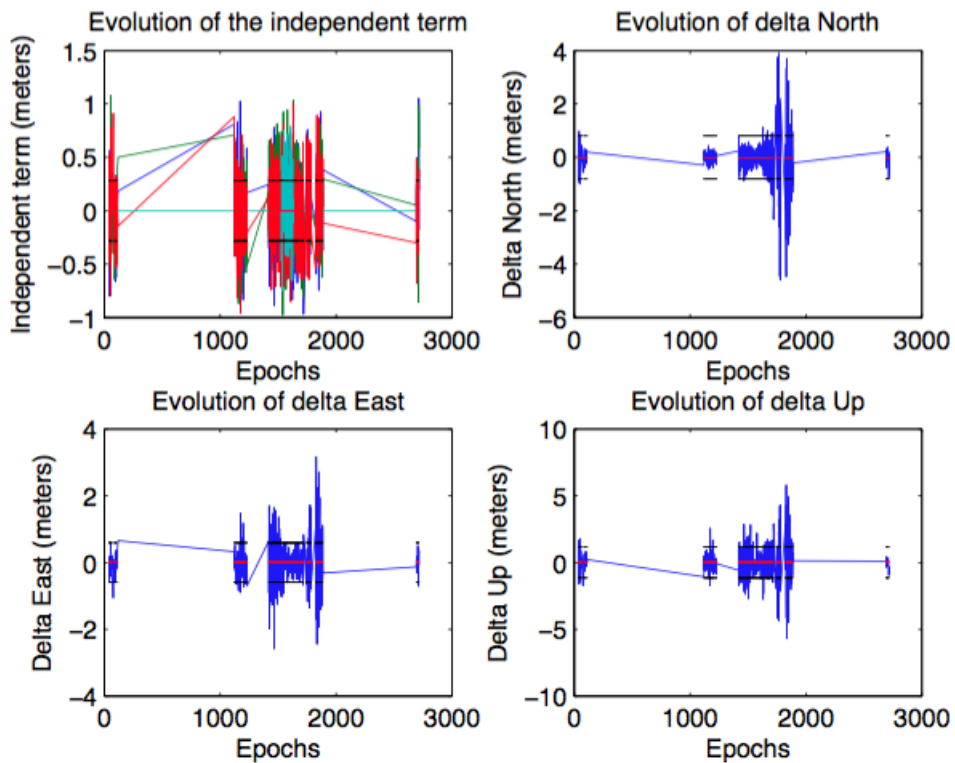 Evolution of the independent term
Independent term (meters)
1.5
1
0.5
0
−0.5
−1
0 1000 2000 3000
Epochs
Evolution of delta North
Delta North (meters)
4
2
0
−2
−4
−6
0 1000 2000 3000
Epochs
Evolution of delta East
Delta East (meters)
4
2
0
−2
−4
0 1000 2000 3000
Epochs
Evolution of delta Up
Delta Up (meters)
10
5
0
−5
−10
0 1000 2000 3000
Epochs